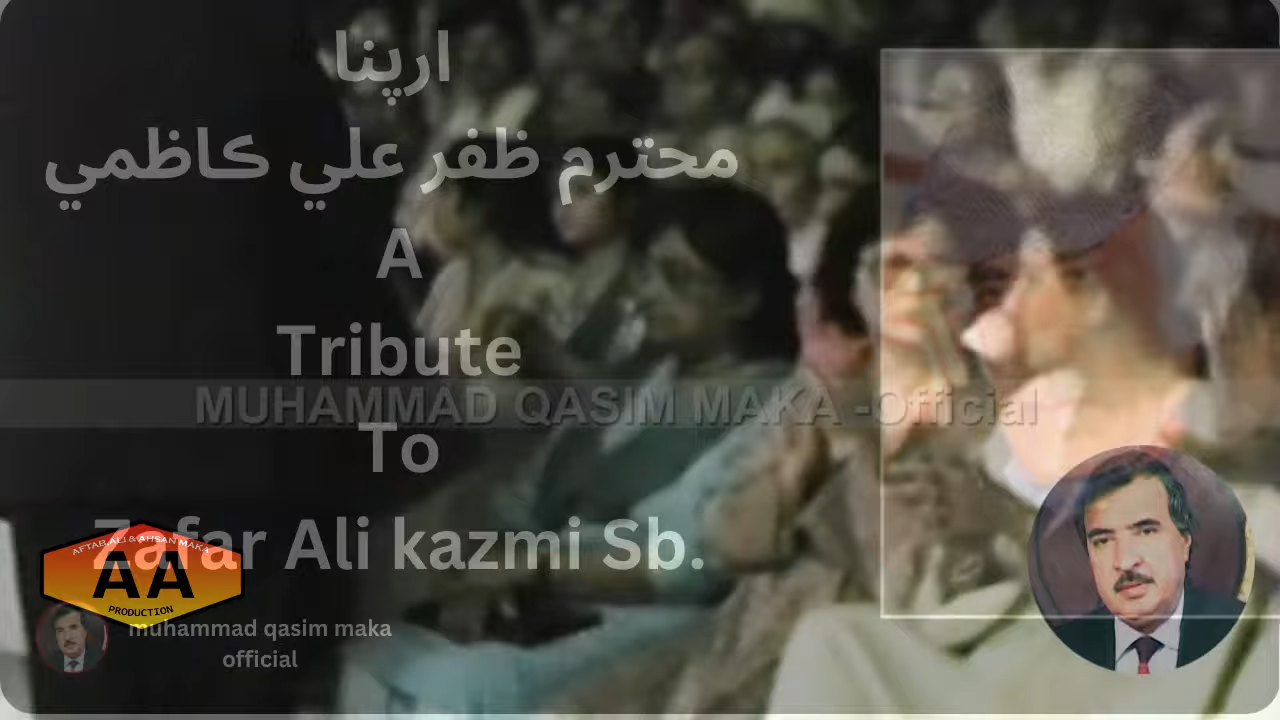 ارپنا
محترم ظفر علي ڪاظمي
A
Tribute
MUHAMMAD QASIM MAKA -Official
To
Zafar Ali kazmi Sb.
AFTAB ALI & AHSAN MAKA
AA
PRODUCTION
muhammad qasim maka
official